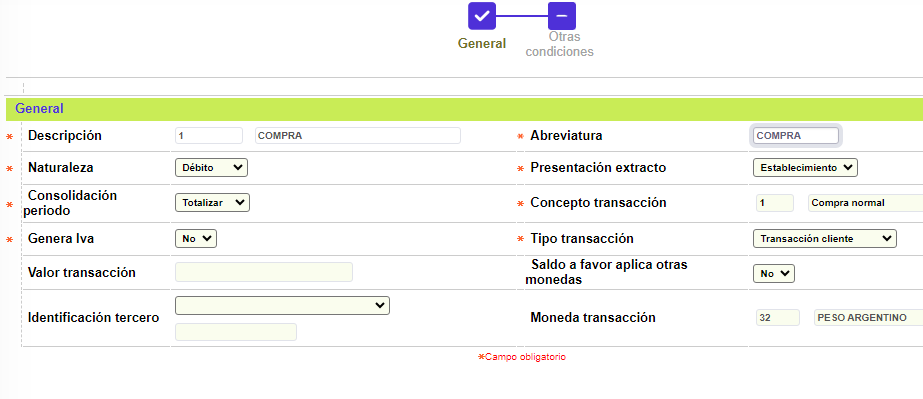 General
Otras
condiciones
General
* Descripción 1 COMPRA * Abreviatura COMPRA
* Naturaleza Débito * Presentación extracto Establecimiento
* Consolidación
periodo Totalizar * Concepto transacción 1 Compra normal
* Genera Iva No * Tipo transacción Transacción cliente
Valor transacción Saldo a favor aplica otras
monedas No
Identificación tercero Moneda transacción 32 PESO ARGENTINO
*Campo obligatorio